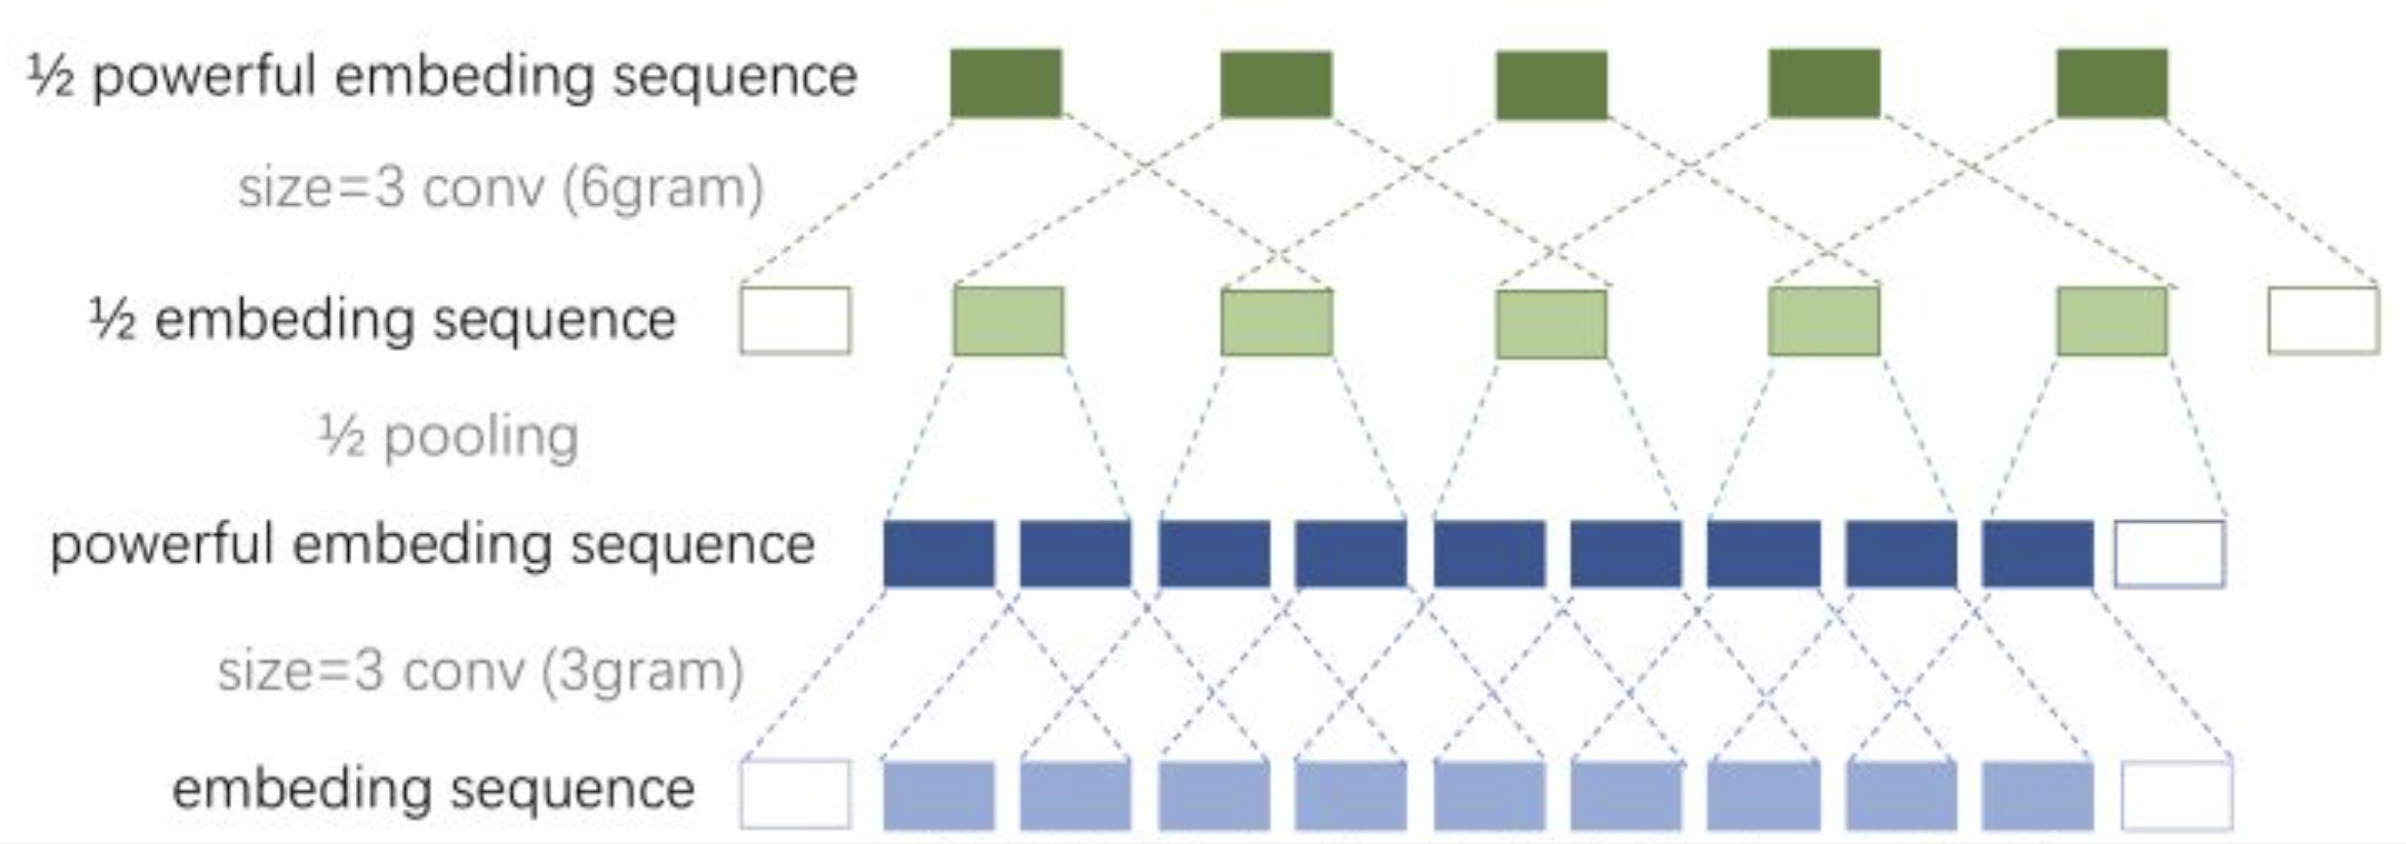 ½ powerful embeding sequence
size=3 conv (6gram)
½ embeding sequence
½ pooling
powerful embeding sequence
size=3 conv (3gram)
embeding sequence